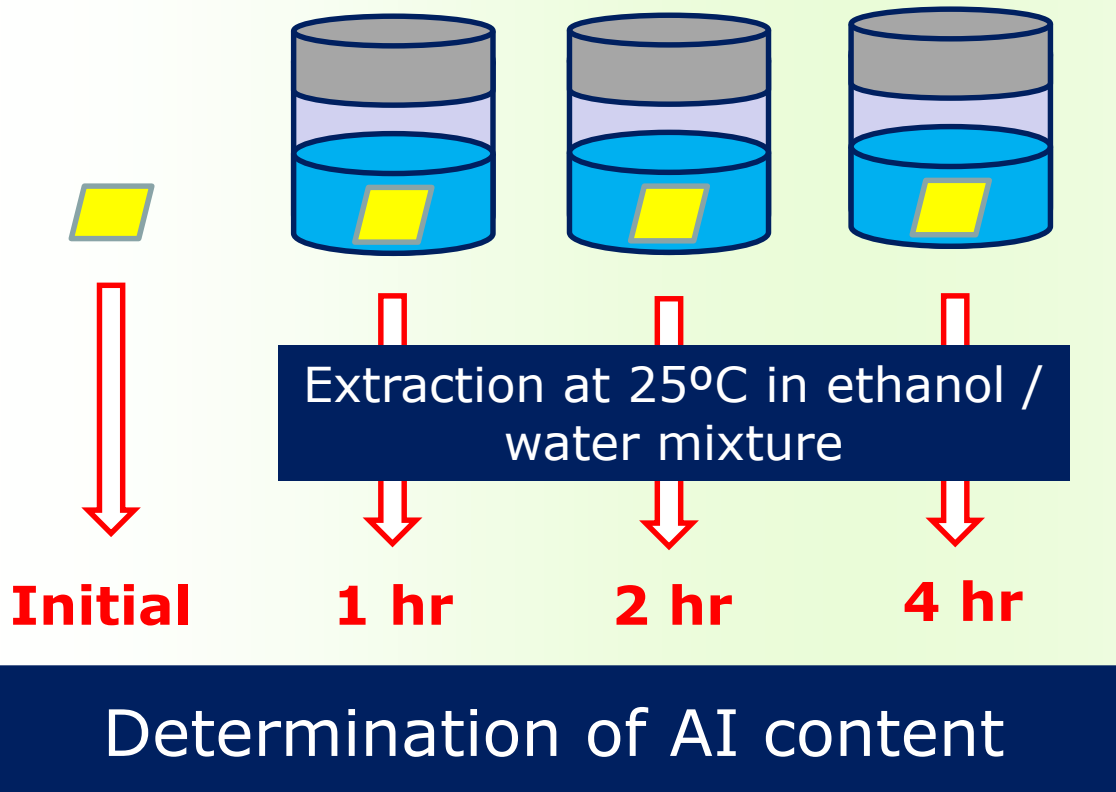 Extraction at 25ºC in ethanol /
water mixture
Initial
1 hr
2 hr
4 hr
Determination of AI content